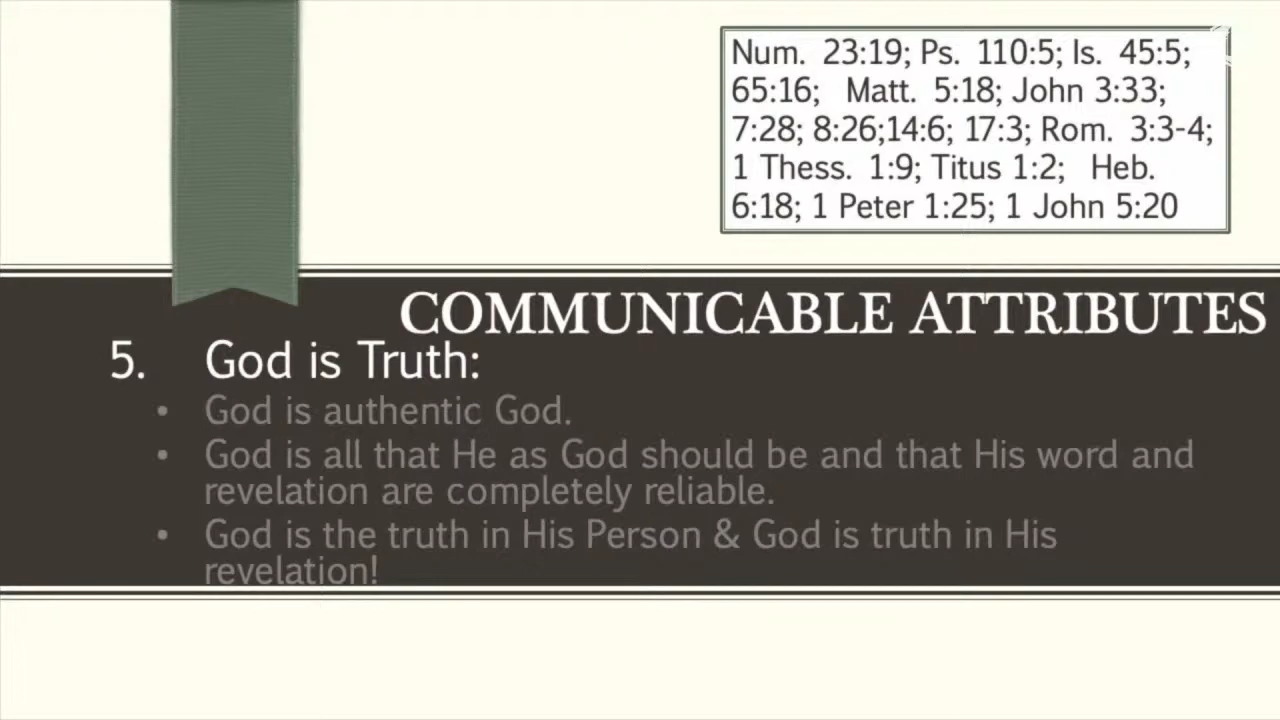 Num. 23:19; Ps. 110:5; Is. 45:5;
65:16; Matt. 5:18; John 3:33;
7:28; 8:26;14:6; 17:3; Rom. 3:3-4;
1 Thess. 1:9; Titus 1:2; Heb.
6:18; 1 Peter 1:25; 1 John 5:20
COMMUNICABLE ATTRIBUTES
5. God is Truth:
• God is authentic God.
• God is all that He as God should be and that His word and
revelation are completely reliable.
• God is the truth in His Person & God is truth in His
revelation!